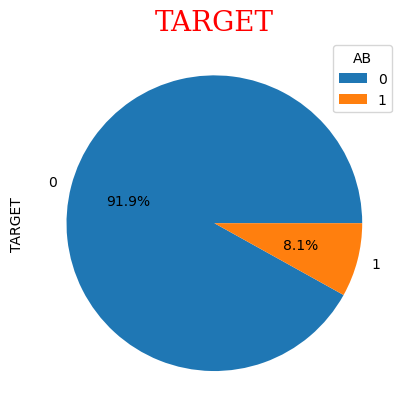 TARGET
AB
0
1
0
91.9%
TARGET
8.1%
1